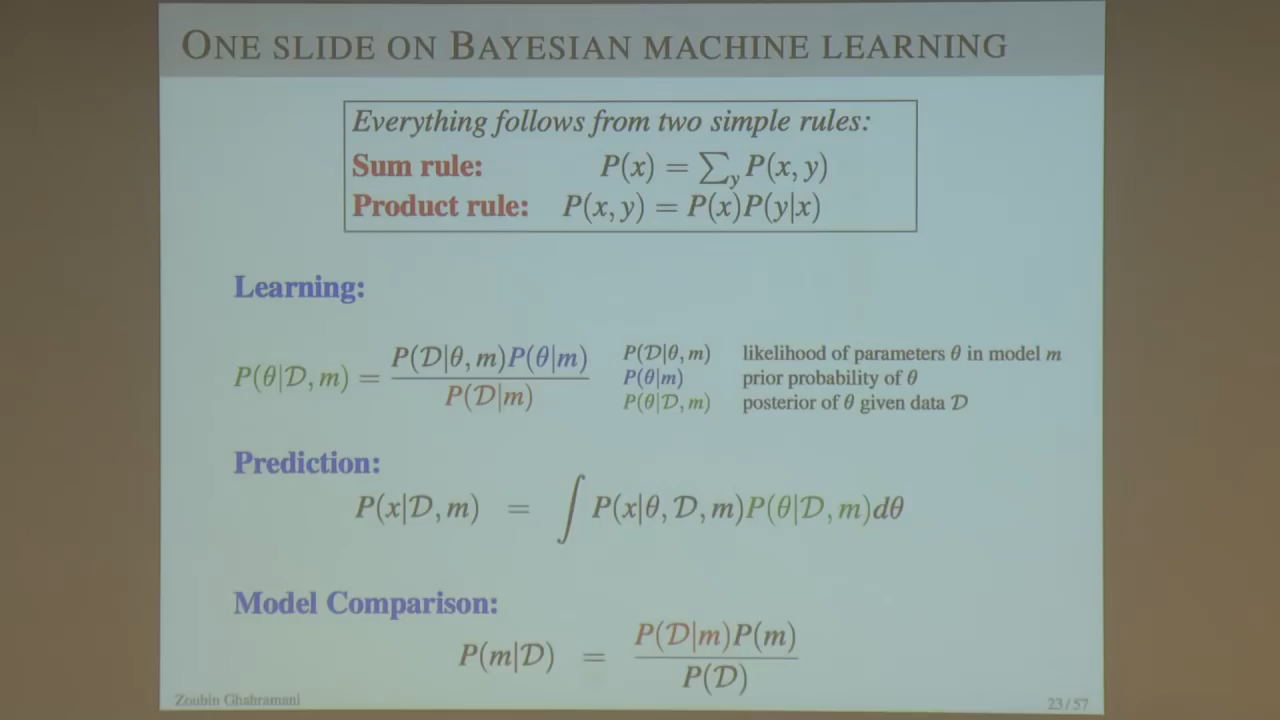 ONE SLIDE ON BAYESIAN MACHINE LEARNING
Everything follows from two simple rules:
Sum rule: P(x) = ∑_y P(x, y)
Product rule: P(x, y) = P(x)P(y|x)
Learning:
P(θ|𝒟, m) = P(𝒟|θ, m)P(θ|m) / P(𝒟|m)
P(𝒟|θ, m) likelihood of parameters θ in model m
P(θ|m) prior probability of θ
P(θ|𝒟, m) posterior of θ given data 𝒟
Prediction:
P(x|𝒟, m) = ∫ P(x|θ, 𝒟, m)P(θ|𝒟, m)dθ
Model Comparison:
P(m|𝒟) = P(𝒟|m)P(m) / P(𝒟)
Zoubin Ghahramani 23 / 57